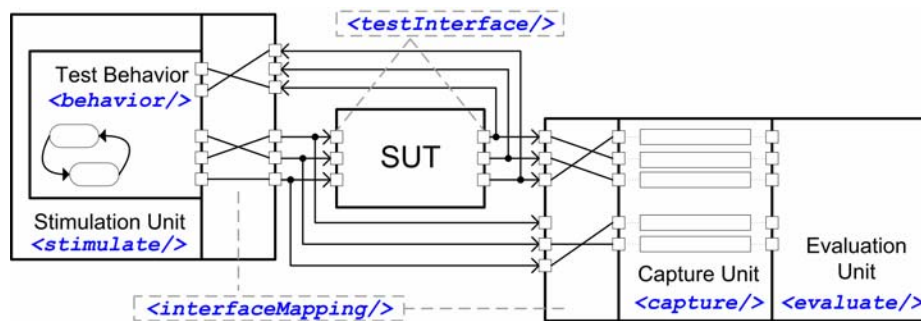 <testInterface/>
Test Behavior
<behavior/>
SUT
Stimulation Unit
<stimulate/>
Capture Unit
<capture/>
Evaluation
Unit
<evaluate/>
<interfaceMapping/>